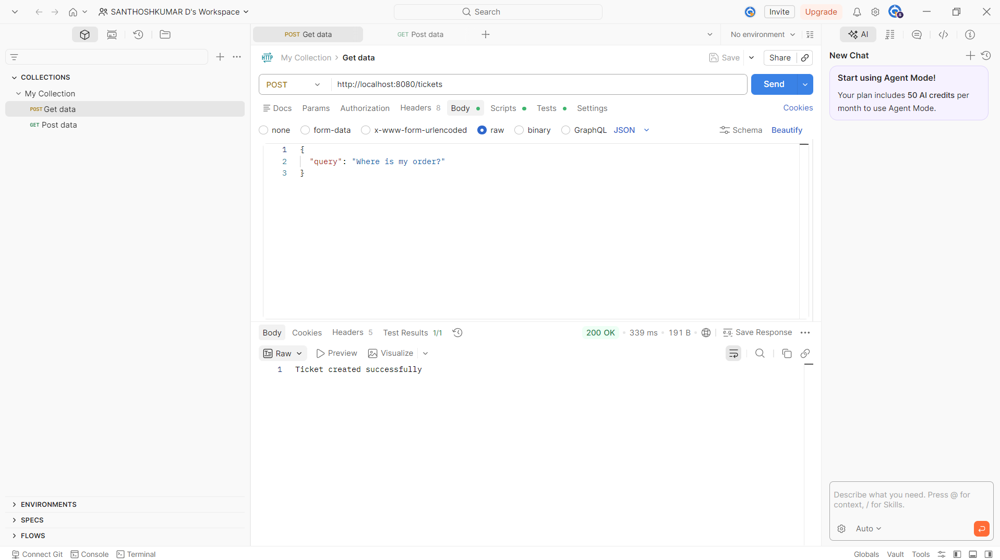 SANTHOSHKUMAR D's Workspace
Search
Invite
Upgrade
S
POST Get data
GET Post data
No environment
AI
COLLECTIONS
My Collection
POST Get data
GET Post data
HTTP
My Collection > Get data
Save
Share
POST
http://localhost:8080/tickets
Send
Docs
Params
Authorization
Headers 8
Body
Scripts
Tests
Settings
Cookies
none
form-data
x-www-form-urlencoded
raw
binary
GraphQL
JSON
Schema
Beautify
1 {
2 "query": "Where is my order?"
3 }
Body
Cookies
Headers 5
Test Results 1/1
200 OK
339 ms
191 B
e.g. Save Response
Raw
Preview
Visualize
1 Ticket created successfully
New Chat
Start using Agent Mode!
Your plan includes 50 AI credits per
month to use Agent Mode.
Describe what you need. Press @ for
context, / for Skills.
Auto
ENVIRONMENTS
SPECS
FLOWS
Connect Git
Console
Terminal
Globals
Vault
Tools